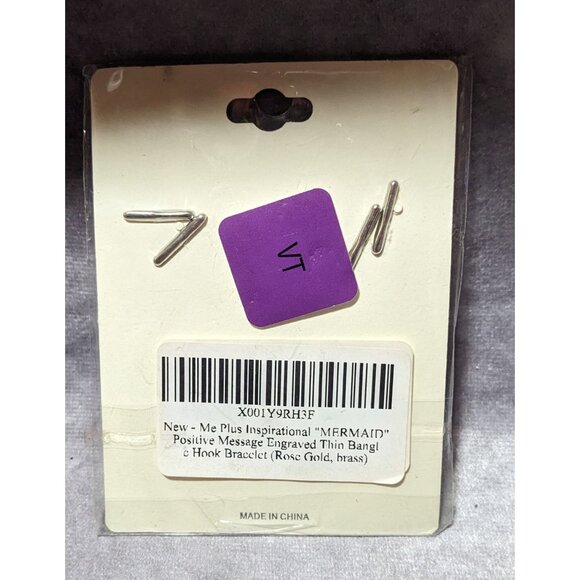 VT
X001Y9RH3F
New - Me Plus Inspirational "MERMAID"
Positive Message Engraved Thin Bangl
e Hook Bracelet (Rose Gold, brass)
MADE IN CHINA